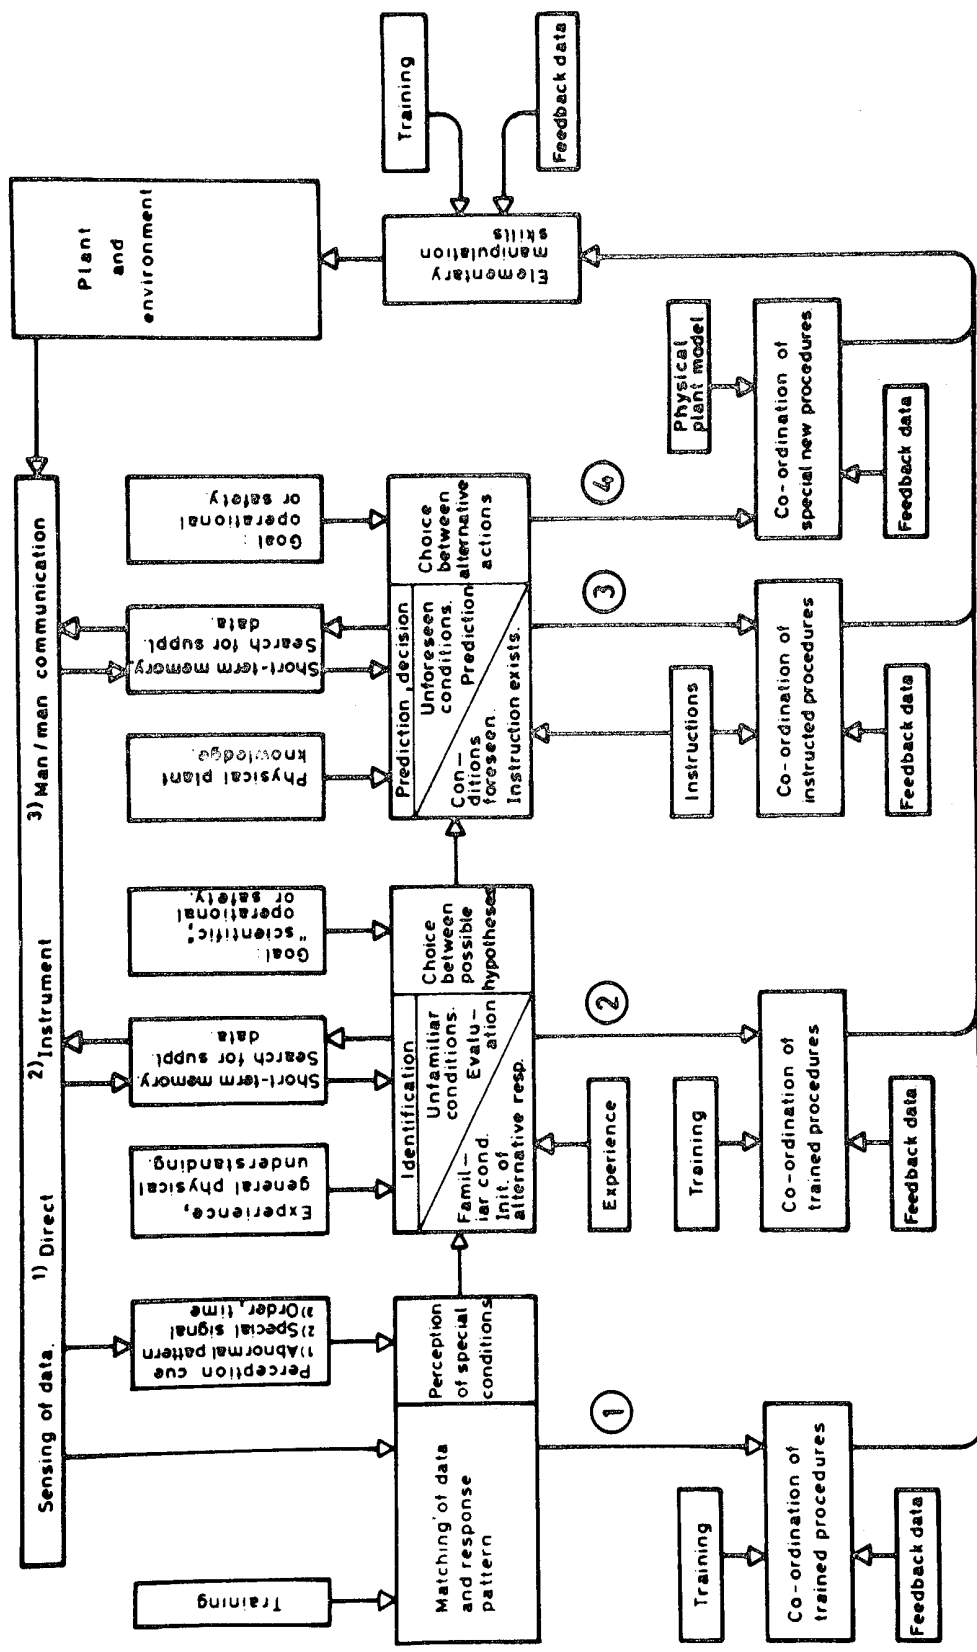 Sensing of data. 1) Direct 2) Instrument 3) Man/man communication
Plant
and
environment
Training
Perception cue
1) Abnormal pattern
2) Special signal
3) Order, time
Experience,
general physical
understanding.
Short-term memory.
Search for suppl.
data.
Goal:
"scientific",
operational
or safety.
Physical plant
knowledge.
Short-term memory.
Search for suppl.
data.
Goal:
operational
or safety.
Matching of data
and response
pattern
Perception
of special
conditions
Identification
Unfamiliar
conditions.
Evalu-
ation
Famil-
iar cond.
Init. of
alternative resp.
Choice
between
possible
hypotheses
Prediction, decision
Unforeseen
conditions.
Prediction
Con-
ditions
foreseen.
Instruction exists.
Choice
between
alternative
actions
Elementary
manipulation
skills
Training
Feedback data
1
2
3
4
Experience
Instructions
Physical
plant model
Training
Training
Co-ordination of
trained procedures
Co-ordination of
trained procedures
Co-ordination of
instructed procedures
Co-ordination of
special new procedures
Feedback data
Feedback data
Feedback data
Feedback data